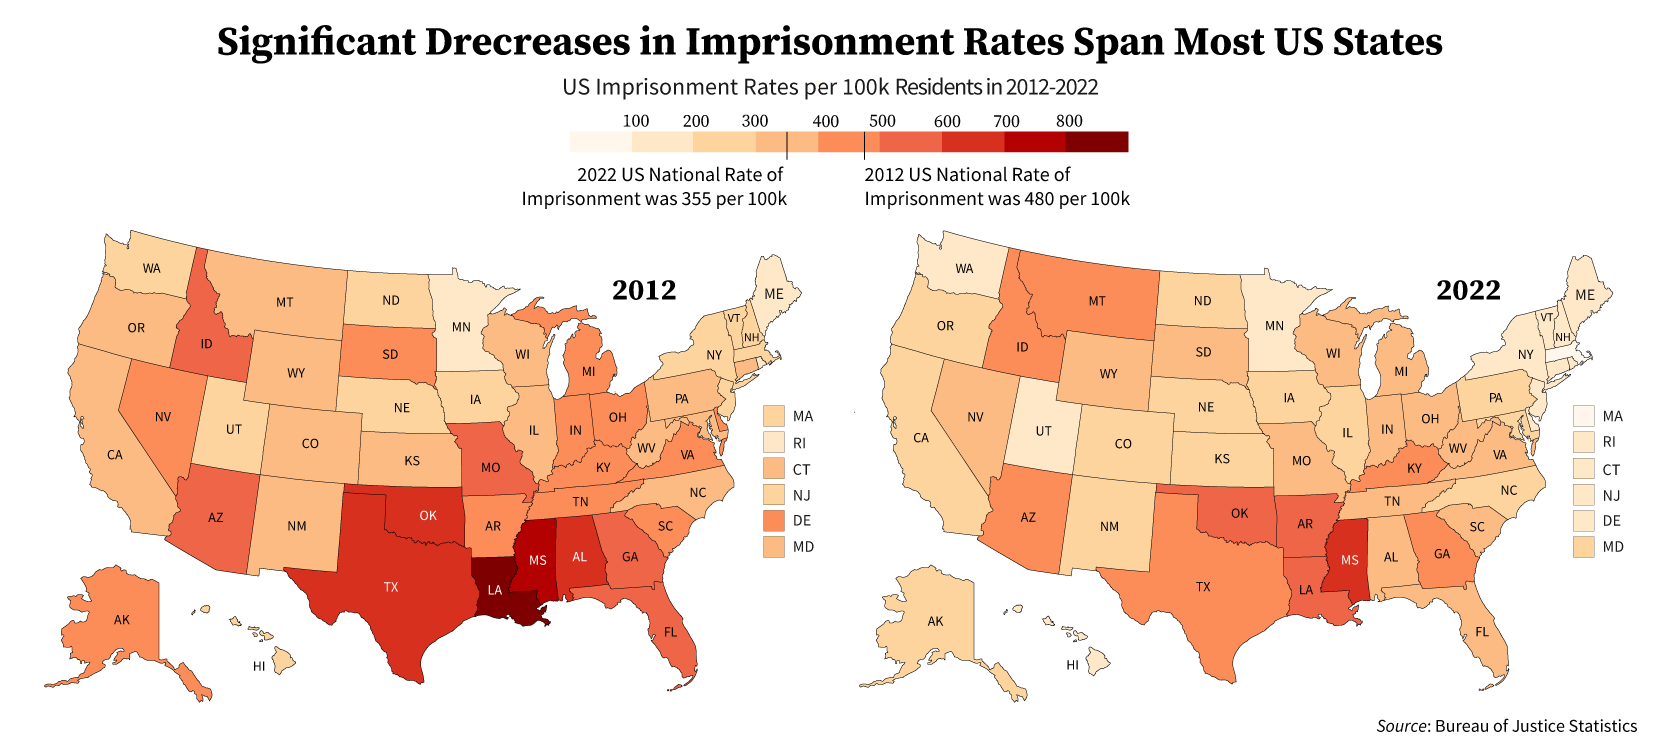 Significant Drecreases in Imprisonment Rates Span Most US States
US Imprisonment Rates per 100k Residents in 2012-2022
100 200 300 400 500 600 700 800
2022 US National Rate of
Imprisonment was 355 per 100k
2012 US National Rate of
Imprisonment was 480 per 100k
2012
WA
MT
ND
MN
ME
OR
ID
SD
WI
VT
NH
NY
MI
WY
NE
IA
PA
NV
UT
CO
IL
IN
OH
WV
VA
CA
KS
MO
KY
NC
AZ
NM
OK
AR
TN
SC
TX
LA
MS
AL
GA
FL
AK
HI
MA
RI
CT
NJ
DE
MD
2022
WA
MT
ND
MN
ME
OR
ID
SD
WI
VT
NH
NY
MI
WY
NE
IA
PA
NV
UT
CO
IL
IN
OH
WV
VA
CA
KS
MO
KY
NC
AZ
NM
OK
AR
TN
SC
TX
LA
MS
AL
GA
FL
AK
HI
MA
RI
CT
NJ
DE
MD
Source: Bureau of Justice Statistics